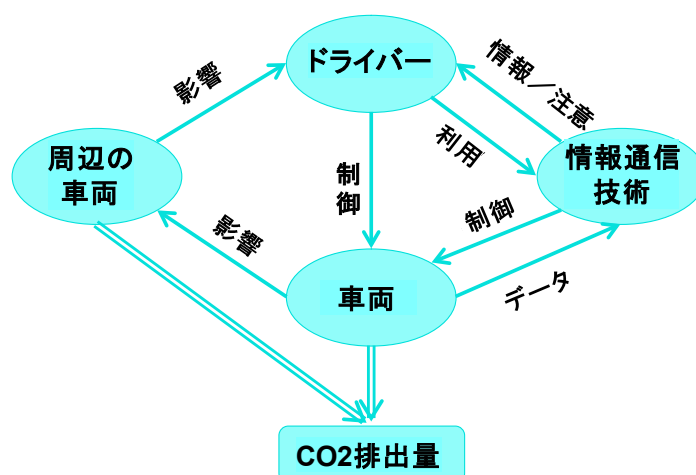 ドライバー
影響
情報／注意
利用
周辺の
車両
制
御
情報通信
技術
制御
影響
車両
データ
CO2排出量